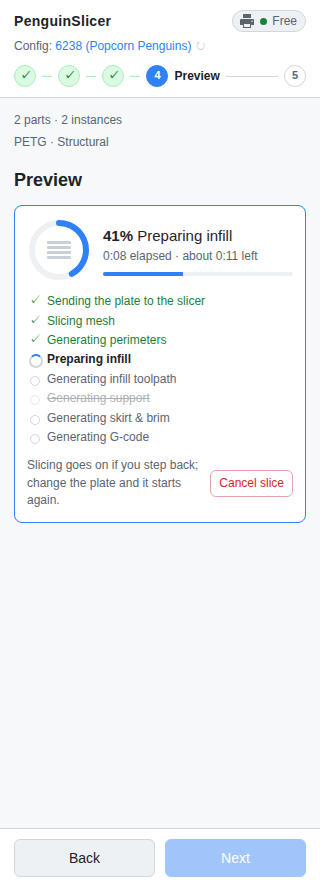 PenguinSlicer
Free
Config: 6238 (Popcorn Penguins)
4 Preview 5
2 parts · 2 instances
PETG · Structural
Preview
41% Preparing infill
0:08 elapsed · about 0:11 left
✓ Sending the plate to the slicer
✓ Slicing mesh
✓ Generating perimeters
Preparing infill
Generating infill toolpath
Generating support
Generating skirt & brim
Generating G-code
Slicing goes on if you step back;
change the plate and it starts
again.
Cancel slice
Back Next